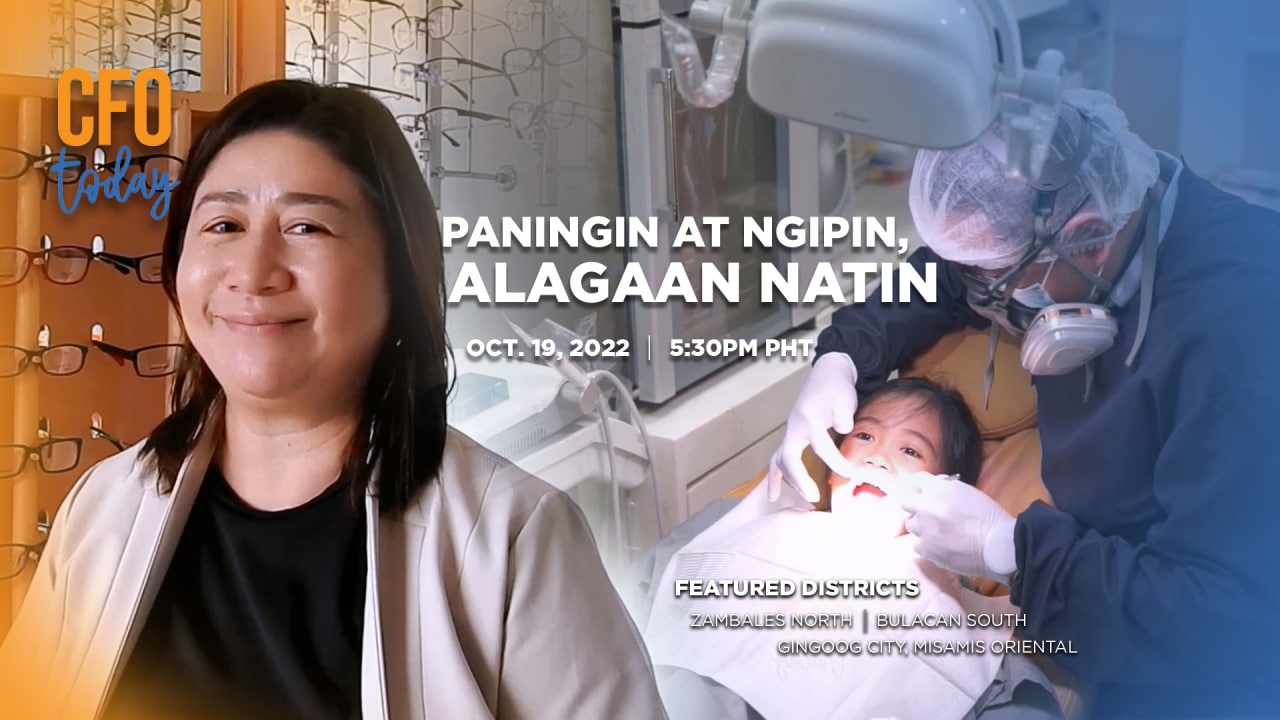 CFO
today
PANINGIN AT NGIPIN,
ALAGAAN NATIN
OCT. 19, 2022 | 5:30PM PHT
FEATURED DISTRICTS
ZAMBALES NORTH | BULACAN SOUTH
GINGOOG CITY, MISAMIS ORIENTAL